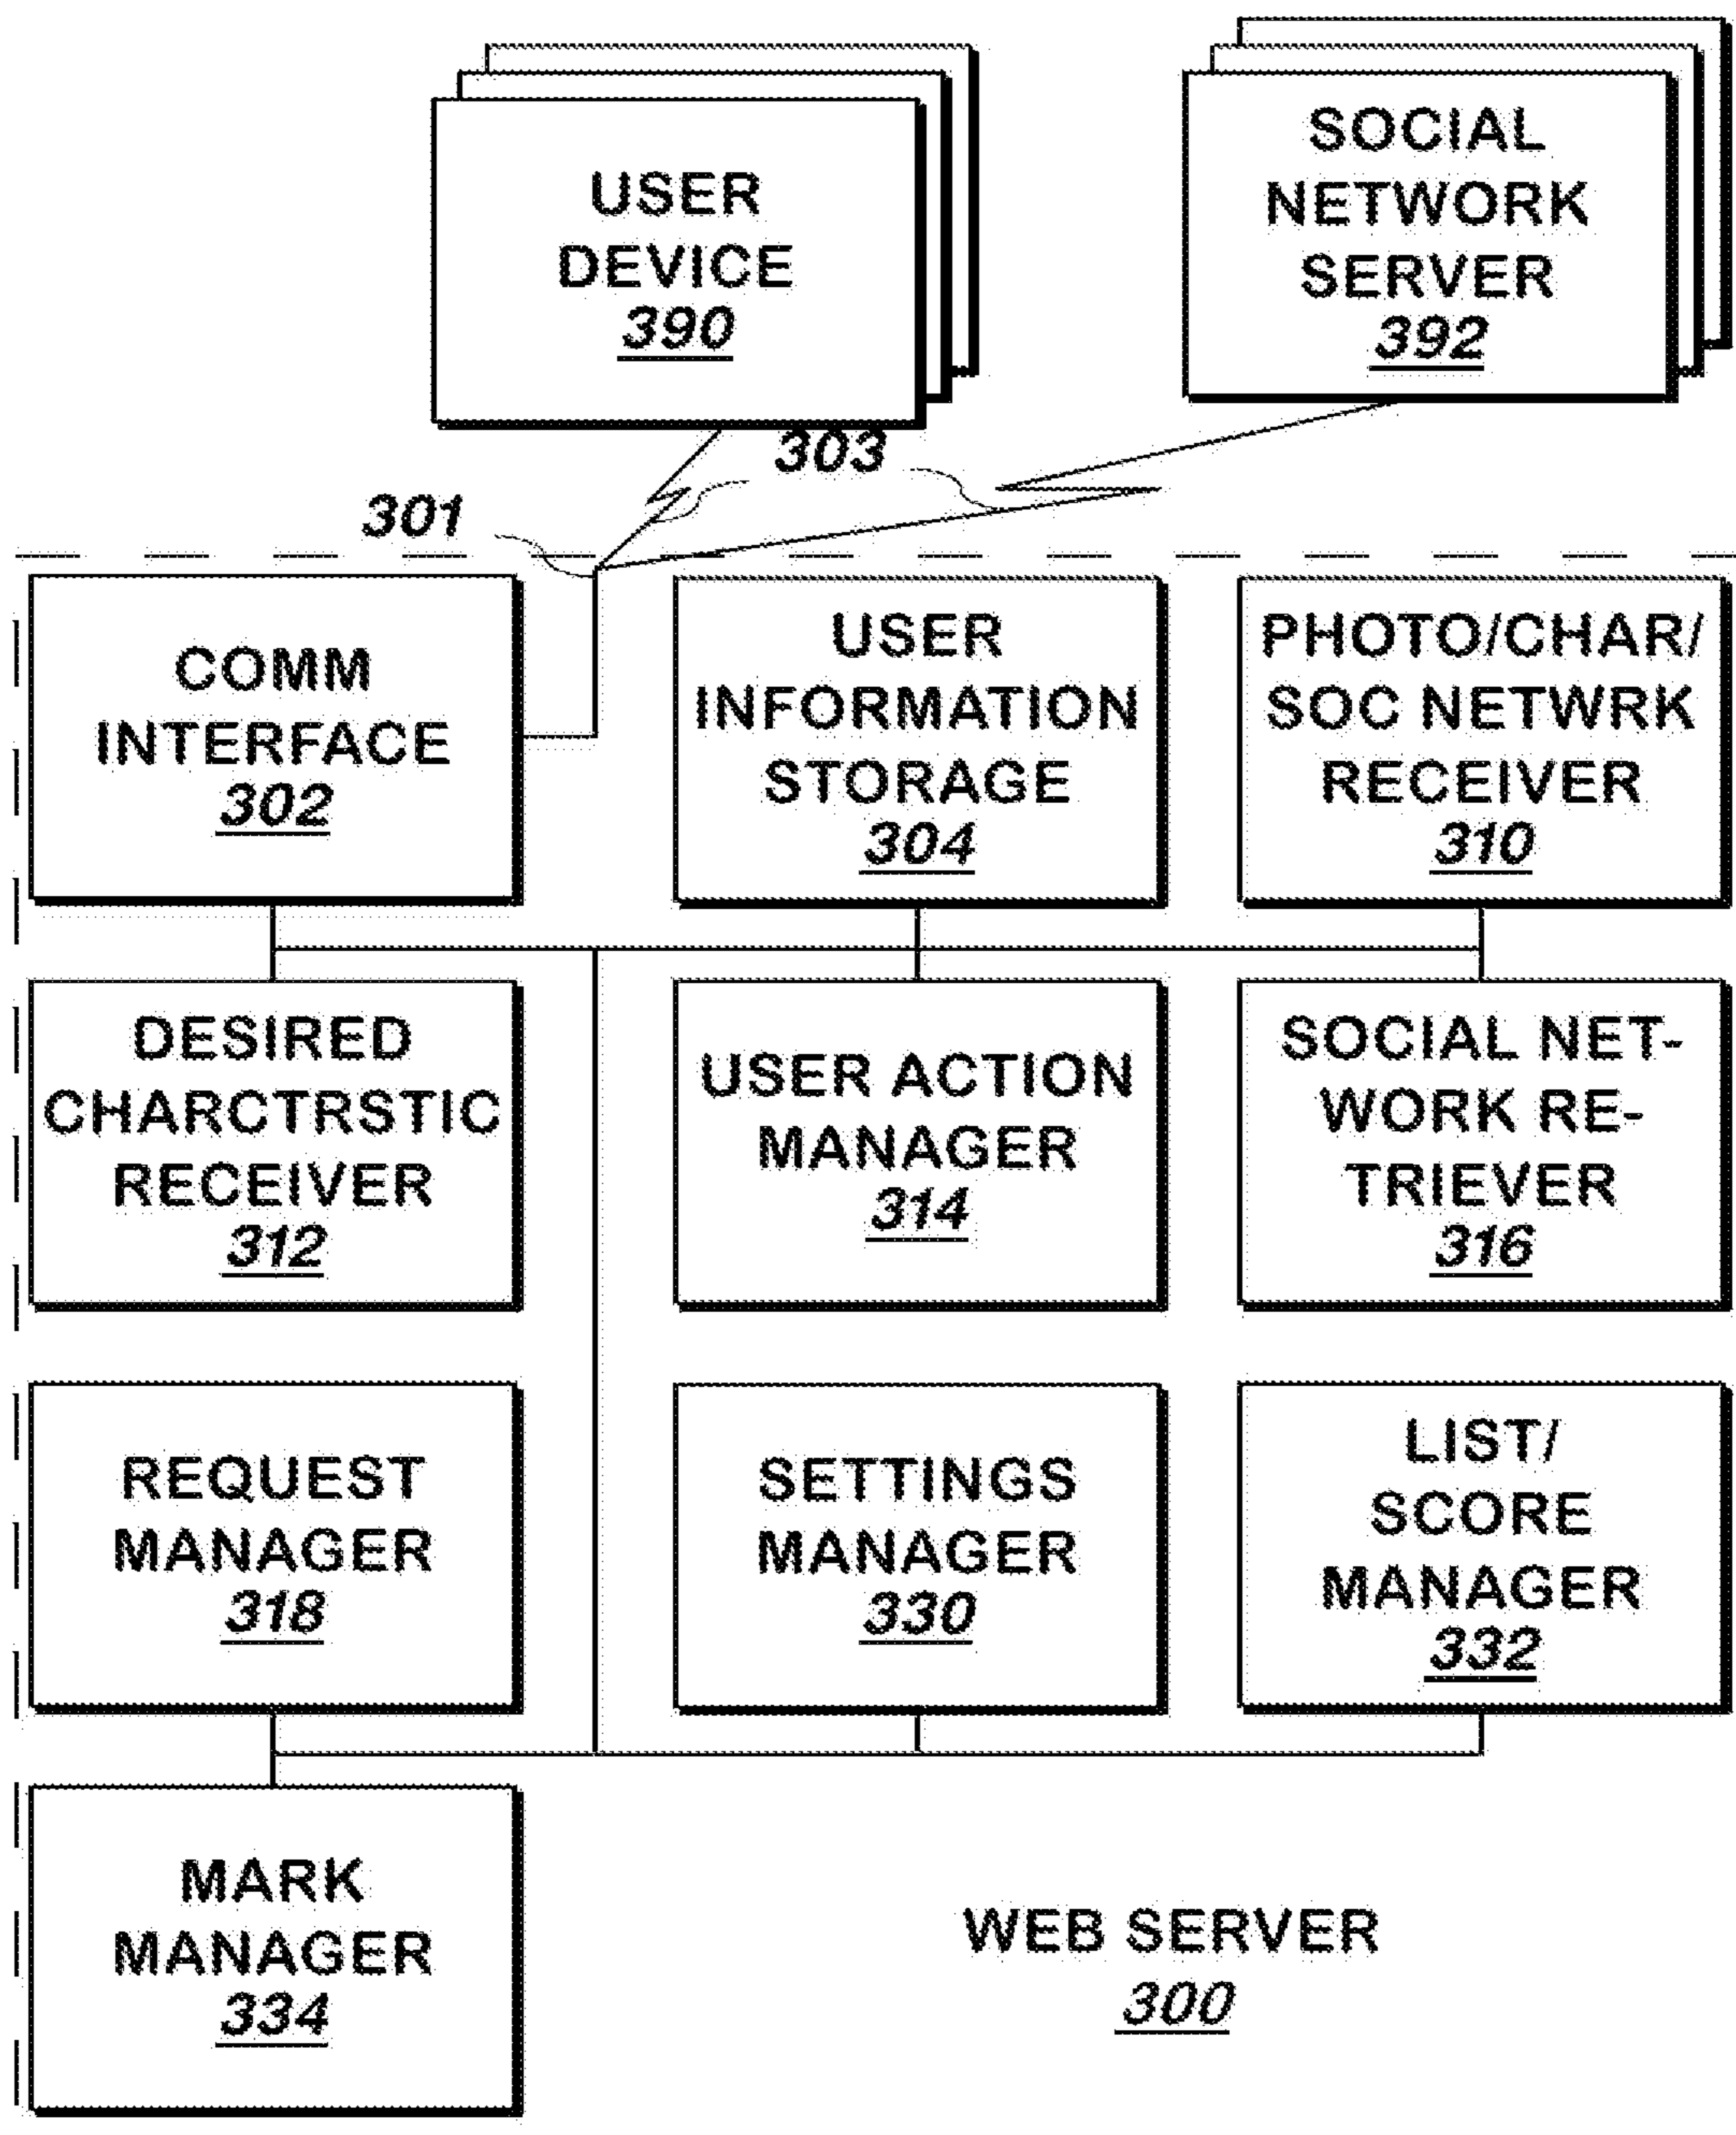 USER
DEVICE
390
SOCIAL
NETWORK
SERVER
392
303
301
COMM
INTERFACE
302
USER
INFORMATION
STORAGE
304
PHOTO/CHAR/
SOC NETWRK
RECEIVER
310
DESIRED
CHARCTRSTIC
RECEIVER
312
USER ACTION
MANAGER
314
SOCIAL NET-
WORK RE-
TRIEVER
316
REQUEST
MANAGER
318
SETTINGS
MANAGER
330
LIST/
SCORE
MANAGER
332
MARK
MANAGER
334
WEB SERVER
300